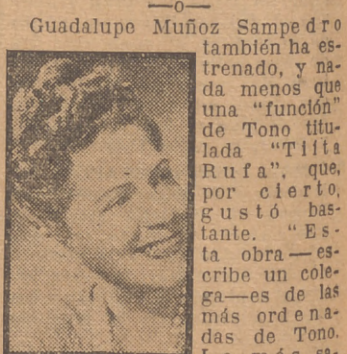 —o—
Guadalupe Muñoz Sampedro
también ha es-
trenado, y na-
da menos que
una "función"
de Tono titu-
lada "Tiita
Rufa", que,
por cierto,
gustó bas-
tante. "Es-
ta obra—es-
cribe un cole-
ga—es de las
más ordena-
das de Tono.